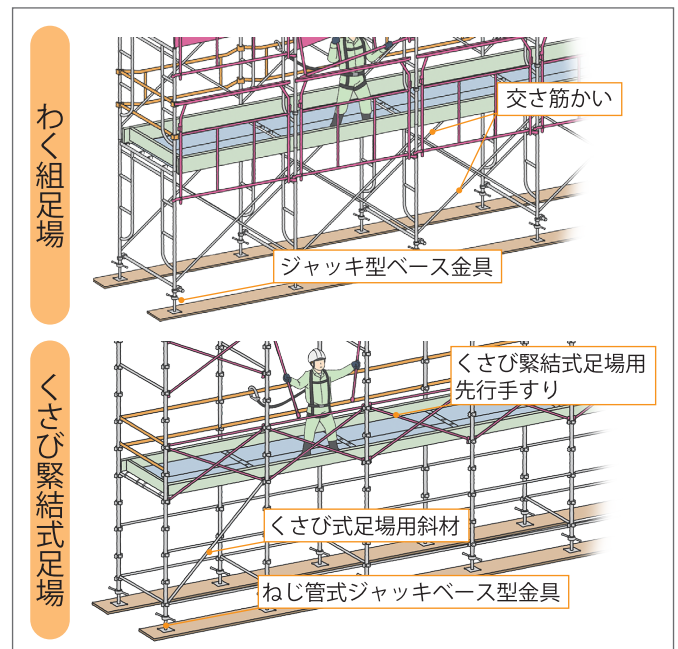 わく組足場
交さ筋かい
ジャッキ型ベース金具
くさび緊結式足場
くさび緊結式足場用
先行手すり
くさび式足場用斜材
ねじ管式ジャッキベース型金具